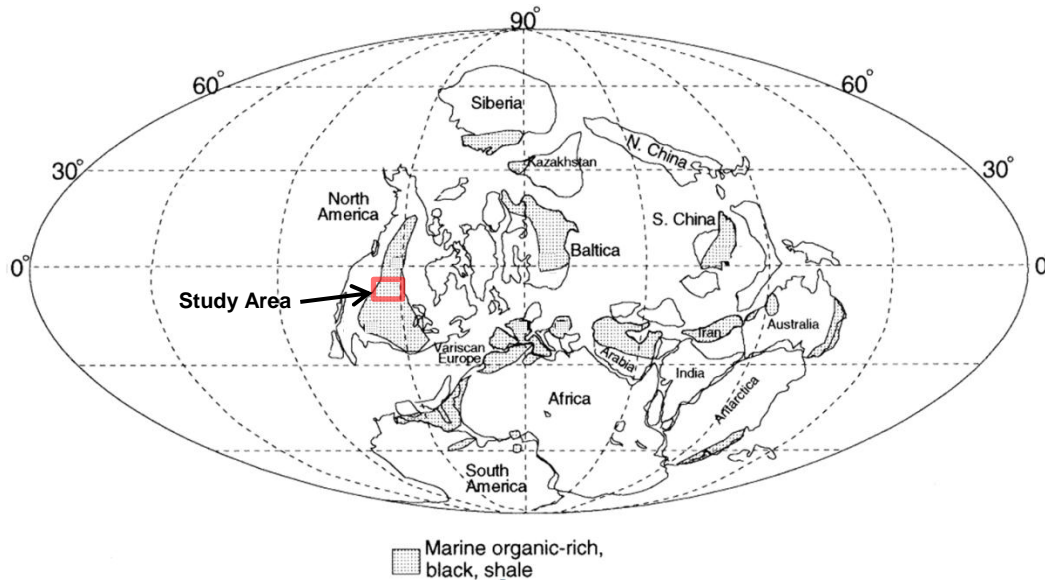 90°
60°
60°
Siberia
Kazakhstan
N. China
30°
30°
North
America
S. China
Baltica
0°
0
Study Area
Variscan
Europe
Arabia
Iran
Australia
India
Africa
Antarctica
South
America
Marine organic-rich,
black, shale